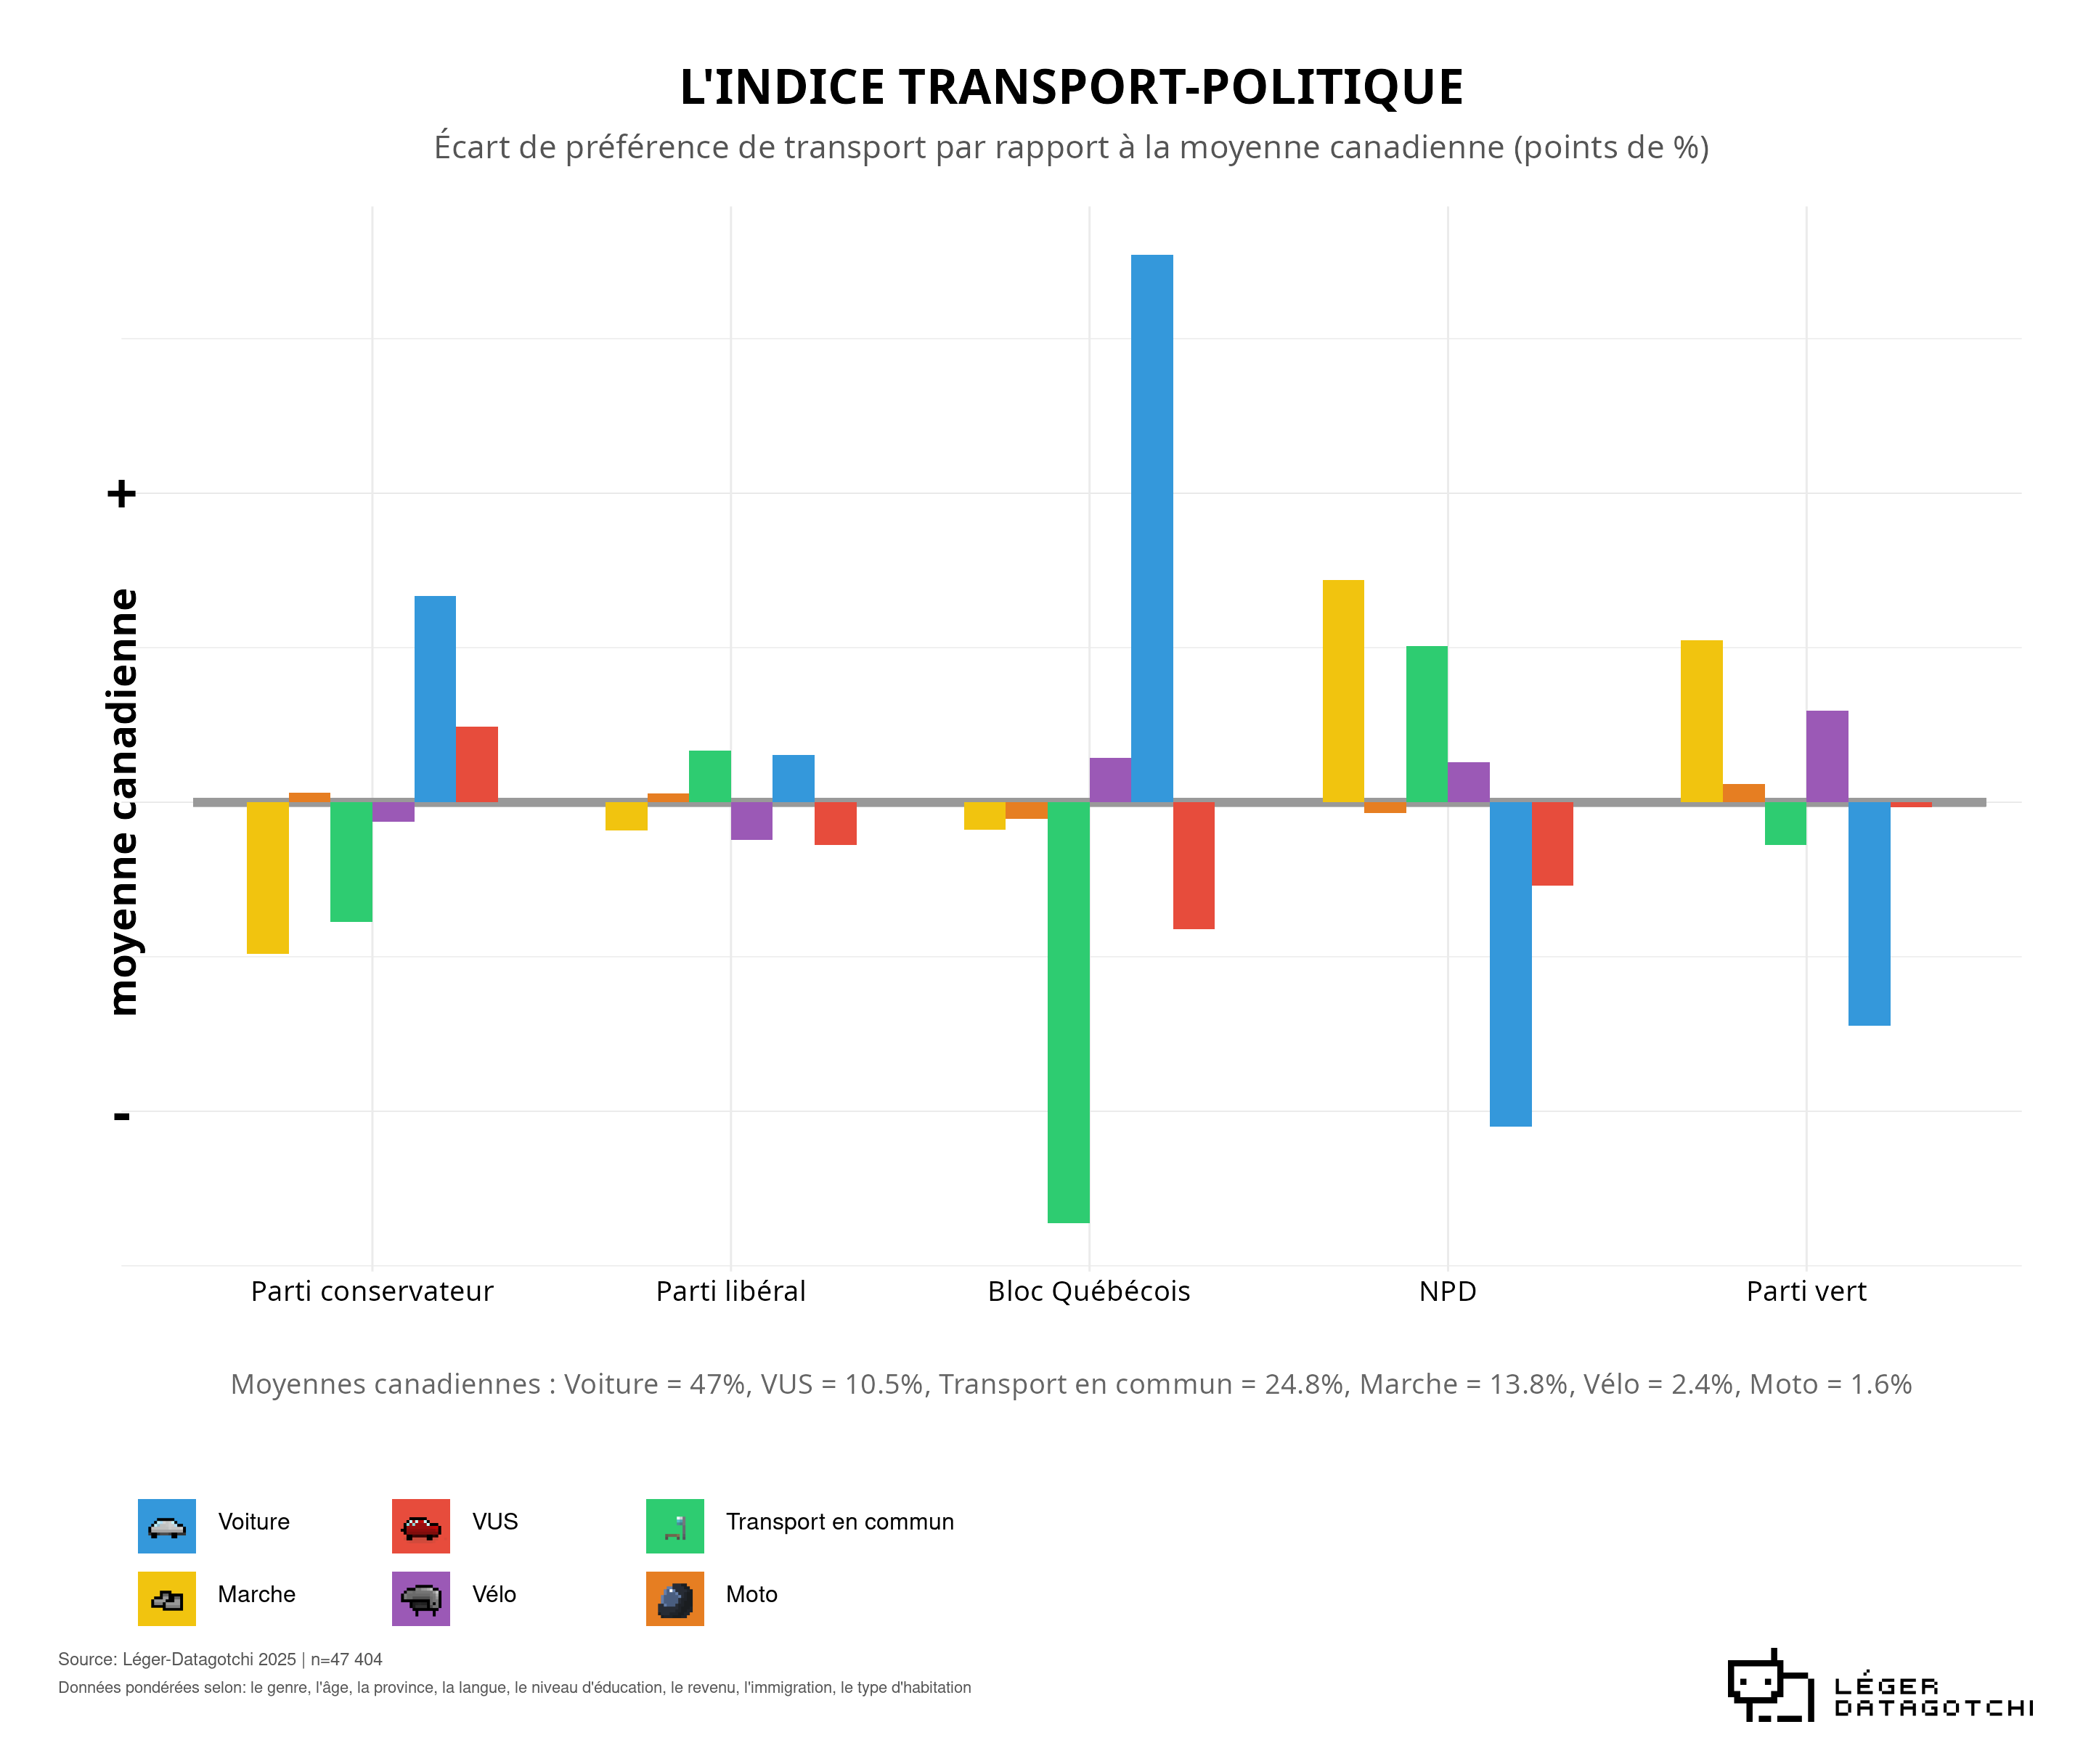 L'INDICE TRANSPORT-POLITIQUE
Écart de préférence de transport par rapport à la moyenne canadienne (points de %)
+
moyenne canadienne
-
Parti conservateur
Parti libéral
Bloc Québécois
NPD
Parti vert
Moyennes canadiennes : Voiture = 47%, VUS = 10.5%, Transport en commun = 24.8%, Marche = 13.8%, Vélo = 2.4%, Moto = 1.6%
Voiture
VUS
Transport en commun
Marche
Vélo
Moto
Source: Léger-Datagotchi 2025 | n=47 404
Données pondérées selon: le genre, l'âge, la province, la langue, le niveau d'éducation, le revenu, l'immigration, le type d'habitation
LÉGER
DATAGOTCHI